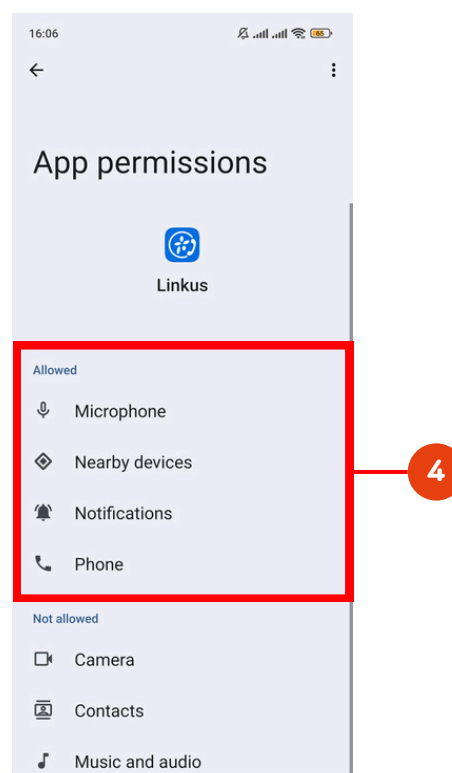 16:06
65
App permissions
Linkus
Allowed
Microphone
Nearby devices
Notifications
Phone
4
Not allowed
Camera
Contacts
Music and audio